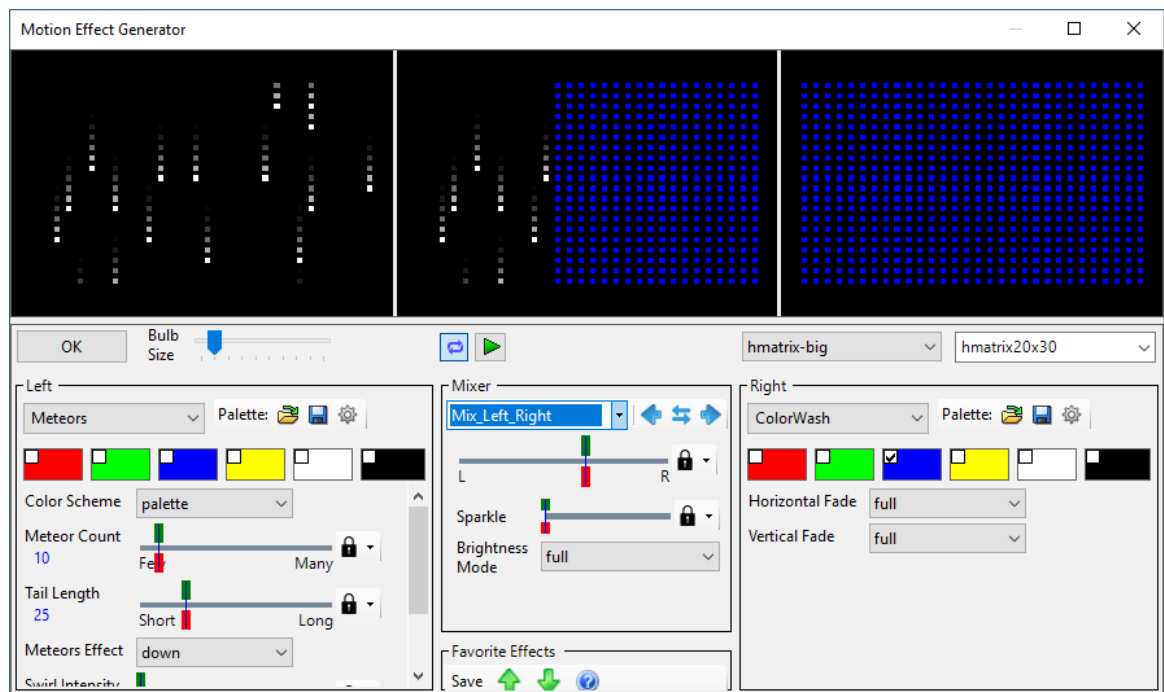 Motion Effect Generator
OK
Bulb
Size
hmatrix-big
hmatrix20x30
Left
Meteors
Palette:
Color Scheme
palette
Meteor Count
10
Few
Many
Tail Length
25
Short
Long
Meteors Effect
down
Swirl Intensity
Mixer
Mix_Left_Right
L
R
Sparkle
Brightness
Mode
full
Favorite Effects
Save
Right
ColorWash
Palette:
Horizontal Fade
full
Vertical Fade
full